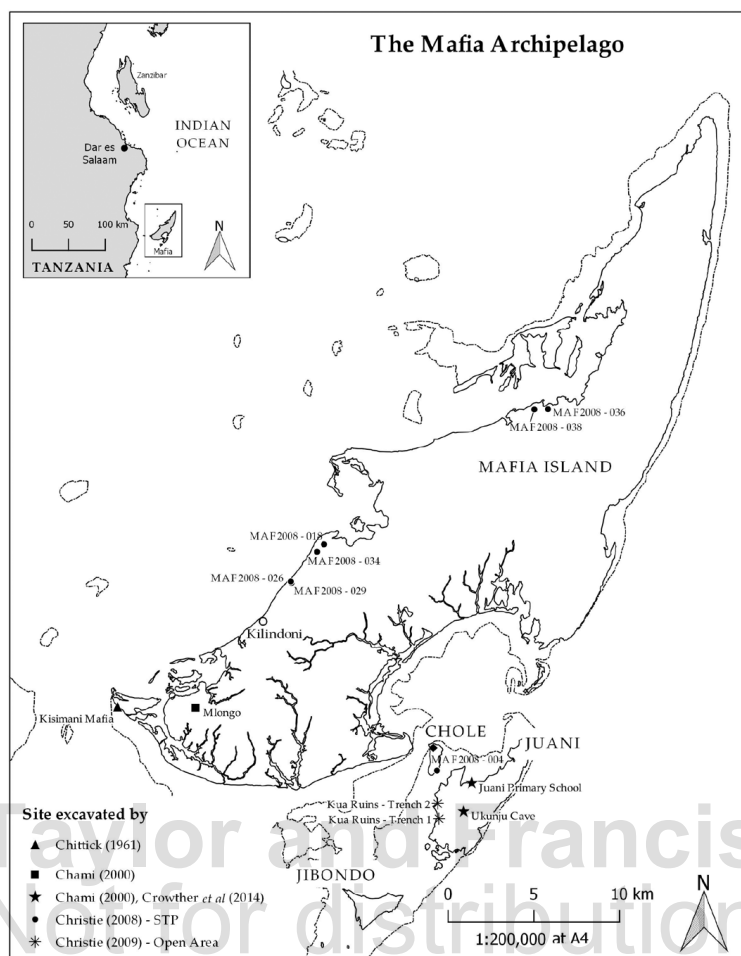 The Mafia Archipelago
Zanzibar
INDIAN
OCEAN
Dar es
Salaam
0 50 100 km
N
Mafia
TANZANIA
MAF2008 - 036
MAF2008 - 038
MAFIA ISLAND
MAF2008 - 018
MAF2008 - 034
MAF2008 - 026
MAF2008 - 029
Kilindoni
Kisimani Mafia
Mlongo
CHOLE
JUANI
MAF2008 - 004
Juani Primary School
Kua Ruins - Trench 2
Ukunju Cave
Kua Ruins - Trench 1
JIBONDO
Site excavated by
Chittick (1961)
Chami (2000)
Chami (2000), Crowther et al (2014)
Christie (2008) - STP
Christie (2009) - Open Area
0 5 10 km
1:200,000 at A4
N
Taylor and Francis
Not for distribution